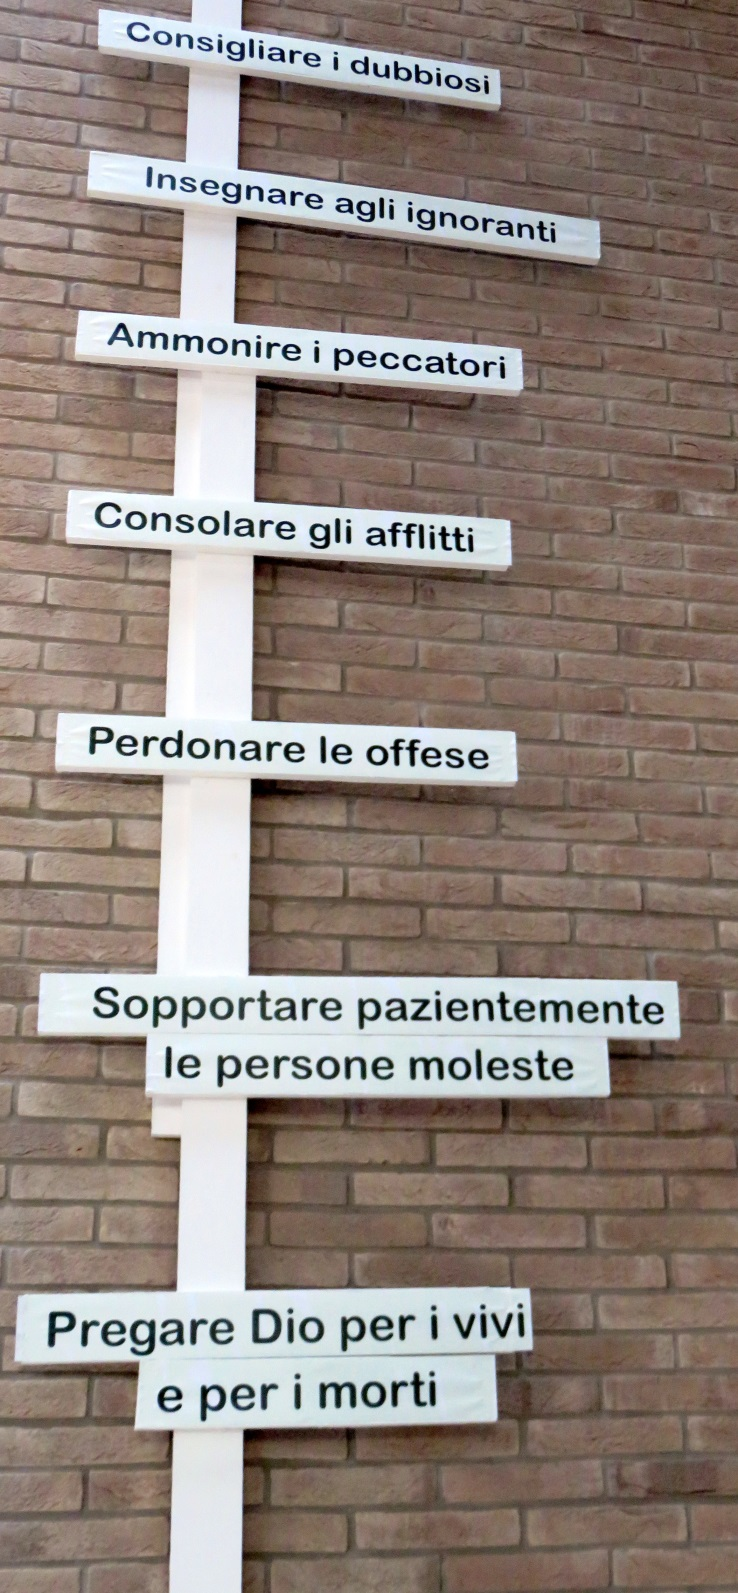 Consigliare i dubbiosi
Insegnare agli ignoranti
Ammonire i peccatori
Consolare gli afflitti
Perdonare le offese
Sopportare pazientemente
le persone moleste
Pregare Dio per i vivi
e per i morti